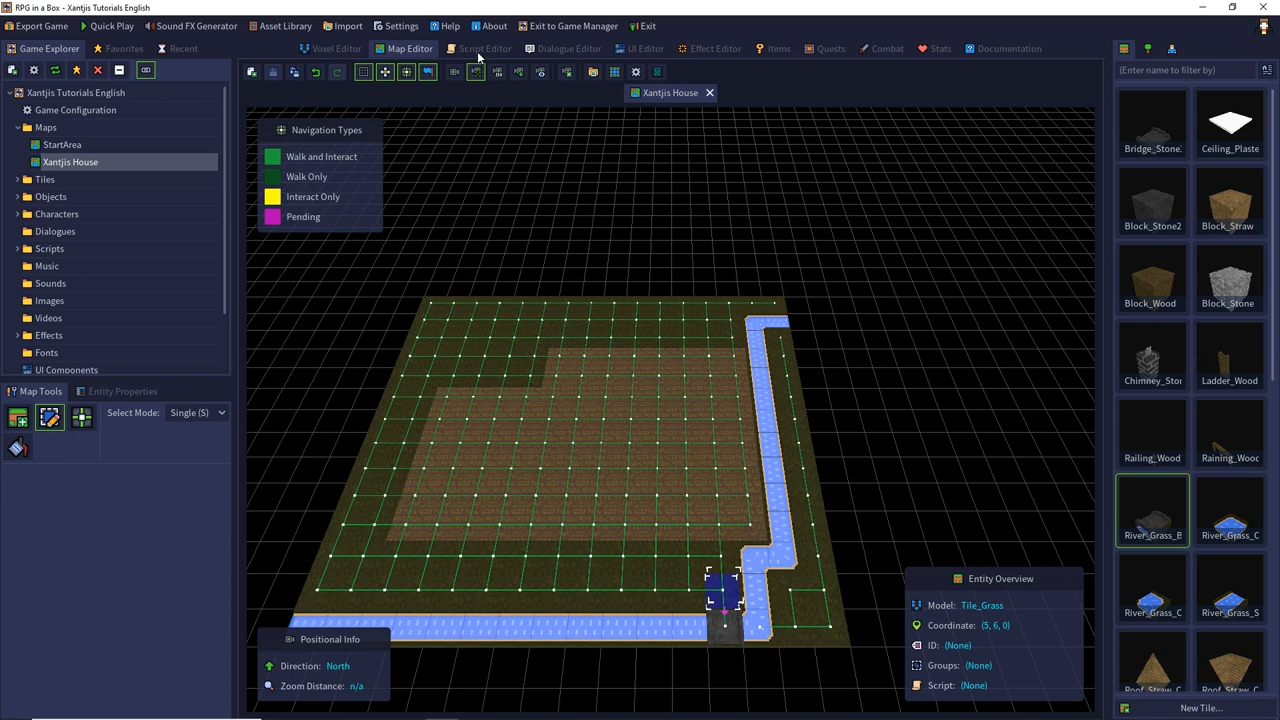 RPG in a Box - Xantjis Tutorials English
Export Game Quick Play Sound FX Generator Asset Library Import Settings Help About Exit to Game Manager Exit
Game Explorer Favorites Recent
Voxel Editor Map Editor Script Editor Dialogue Editor UI Editor Effect Editor Items Quests Combat Stats Documentation
(Enter name to filter by)
Xantjis Tutorials English
Game Configuration
Maps
StartArea
Xantjis House
Tiles
Objects
Characters
Dialogues
Scripts
Music
Sounds
Images
Videos
Effects
Fonts
UI Components
Map Tools Entity Properties
Select Mode: Single (S)
Xantjis House
Navigation Types
Walk and Interact
Walk Only
Interact Only
Pending
Positional Info
Direction: North
Zoom Distance: n/a
Entity Overview
Model: Tile_Grass
Coordinate: (5, 6, 0)
ID: (None)
Groups: (None)
Script: (None)
Bridge_Stone: Ceiling_Plaste
Block_Stone2 Block_Straw
Block_Wood Block_Stone
Chimney_Stor Ladder_Wood
Railing_Wood Raining_Wooc
River_Grass_B River_Grass_C
River_Grass_C River_Grass_S
Roof_Straw_C Roof_Straw_C
New Tile...